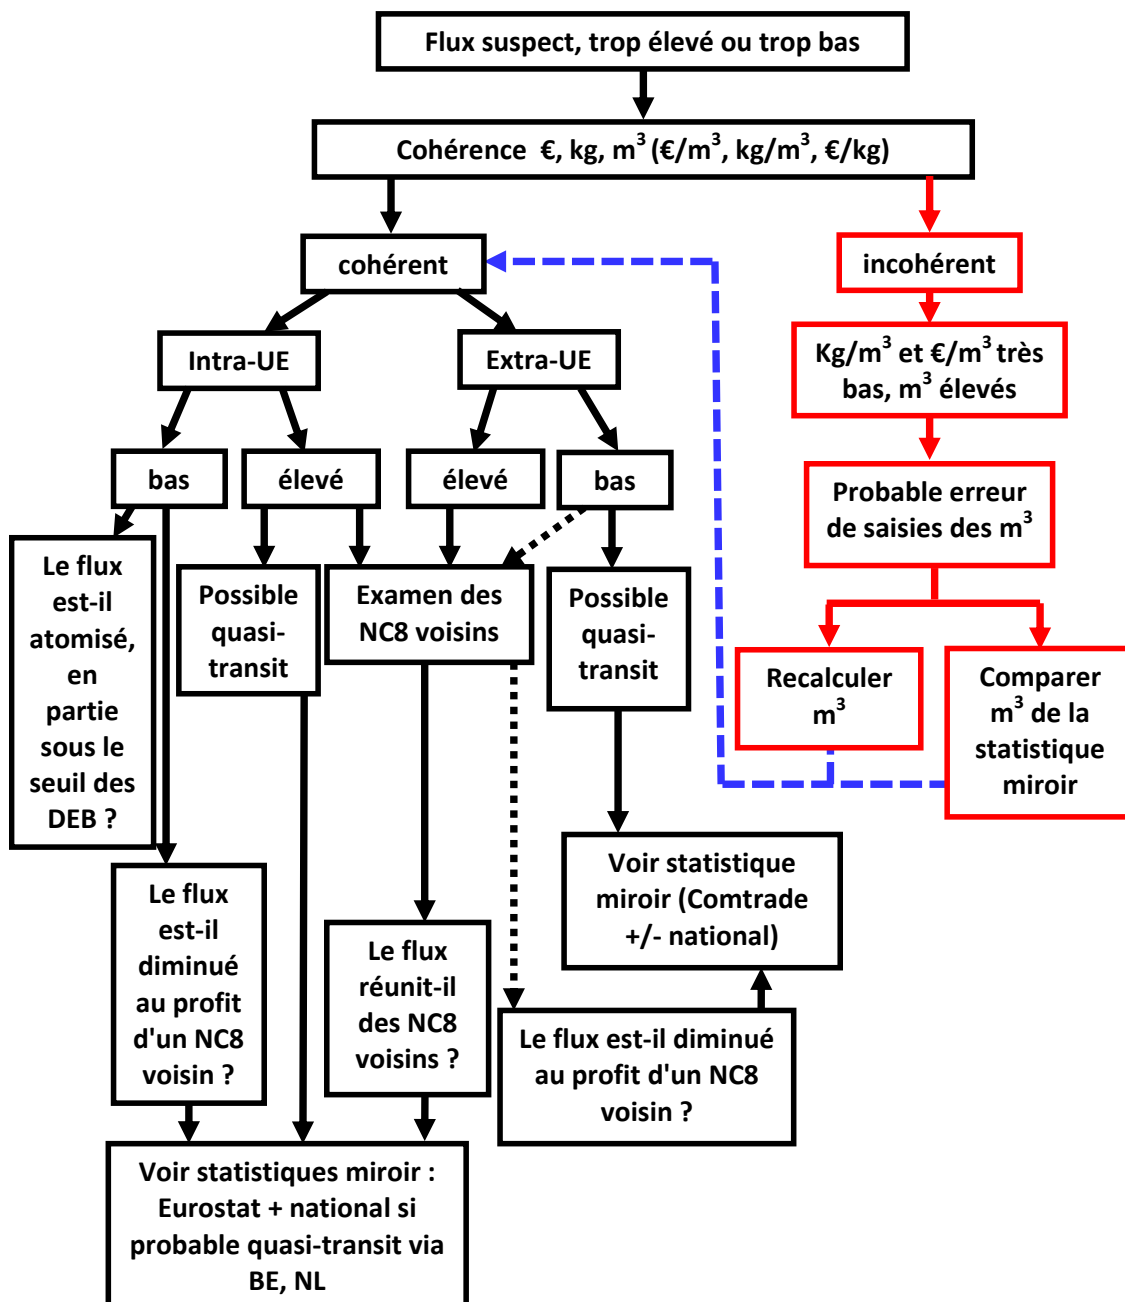 Flux suspect, trop élevé ou trop bas
Cohérence €, kg, m³ (€/m³, kg/m³, €/kg)
cohérent
incohérent
Intra-UE
Extra-UE
Kg/m³ et €/m³ très
bas, m³ élevés
bas
élevé
élevé
bas
Probable erreur
de saisies des m³
Le flux
est-il
atomisé,
en
partie
sous le
seuil des
DEB ?
Possible
quasi-
transit
Examen des
NC8 voisins
Possible
quasi-
transit
Recalculer
m³
Comparer
m³ de la
statistique
miroir
Voir statistique
miroir (Comtrade
+/- national)
Le flux
est-il
diminué
au profit
d'un NC8
voisin ?
Le flux
réunit-il
des NC8
voisins ?
Le flux est-il diminué
au profit d'un NC8
voisin ?
Voir statistiques miroir :
Eurostat + national si
probable quasi-transit via
BE, NL